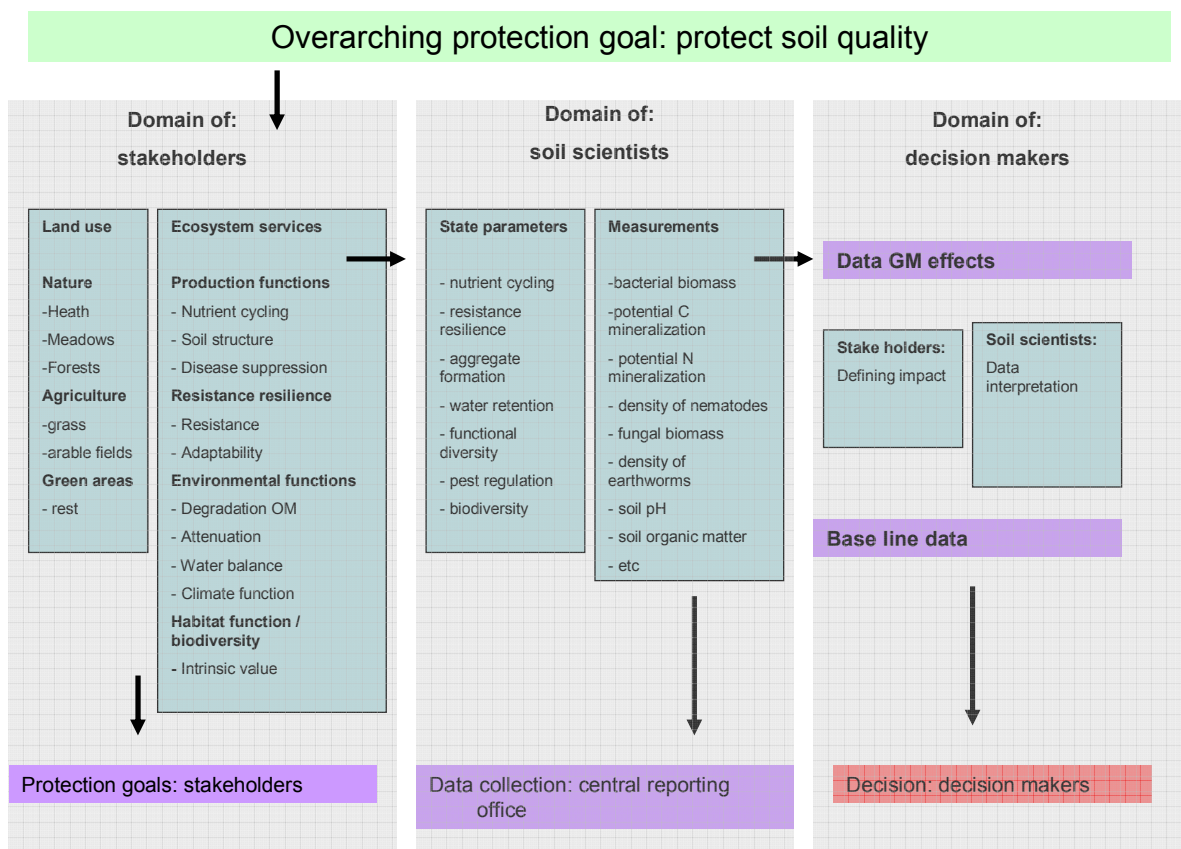 Overarching protection goal: protect soil quality
Domain of:
stakeholders
Land use
Nature
-Heath
-Meadows
-Forests
Agriculture
-grass
-arable fields
Green areas
- rest
Ecosystem services
Production functions
- Nutrient cycling
- Soil structure
- Disease suppression
Resistance resilience
- Resistance
- Adaptability
Environmental functions
- Degradation OM
- Attenuation
- Water balance
- Climate function
Habitat function /
biodiversity
- Intrinsic value
Protection goals: stakeholders
Domain of:
soil scientists
State parameters
- nutrient cycling
- resistance
resilience
- aggregate
formation
- water retention
- functional
diversity
- pest regulation
- biodiversity
Measurements
-bacterial biomass
-potential C
mineralization
- potential N
mineralization
- density of nematodes
- fungal biomass
- density of
earthworms
- soil pH
- soil organic matter
- etc
Data collection: central reporting
office
Domain of:
decision makers
Data GM effects
Stake holders:
Defining impact
Soil scientists:
Data
interpretation
Base line data
Decision: decision makers